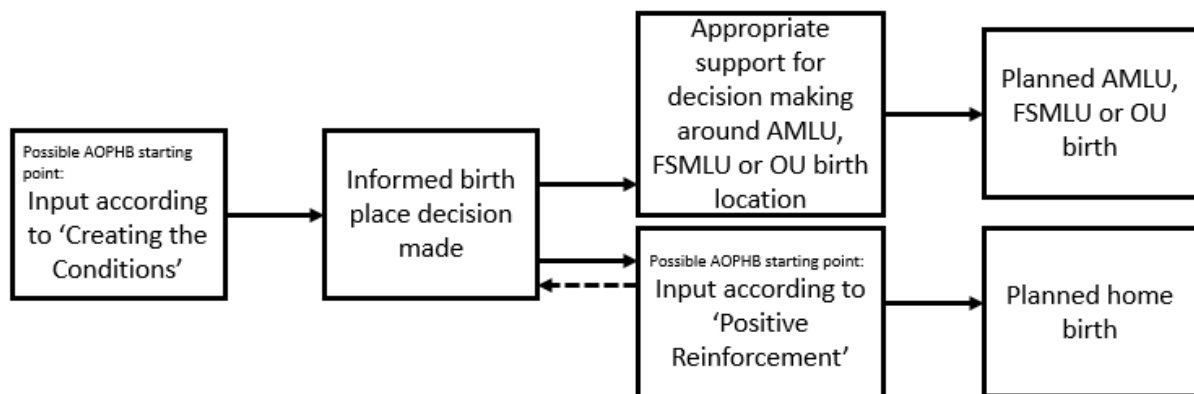 Possible AOPHB starting
point:
Input according
to ‘Creating the
Conditions’
Informed birth
place decision
made
Appropriate
support for
decision making
around AMLU,
FSMLU or OU birth
location
Planned AMLU,
FSMLU or OU
birth
Possible AOPHB starting point:
Input according to
‘Positive
Reinforcement’
Planned home
birth